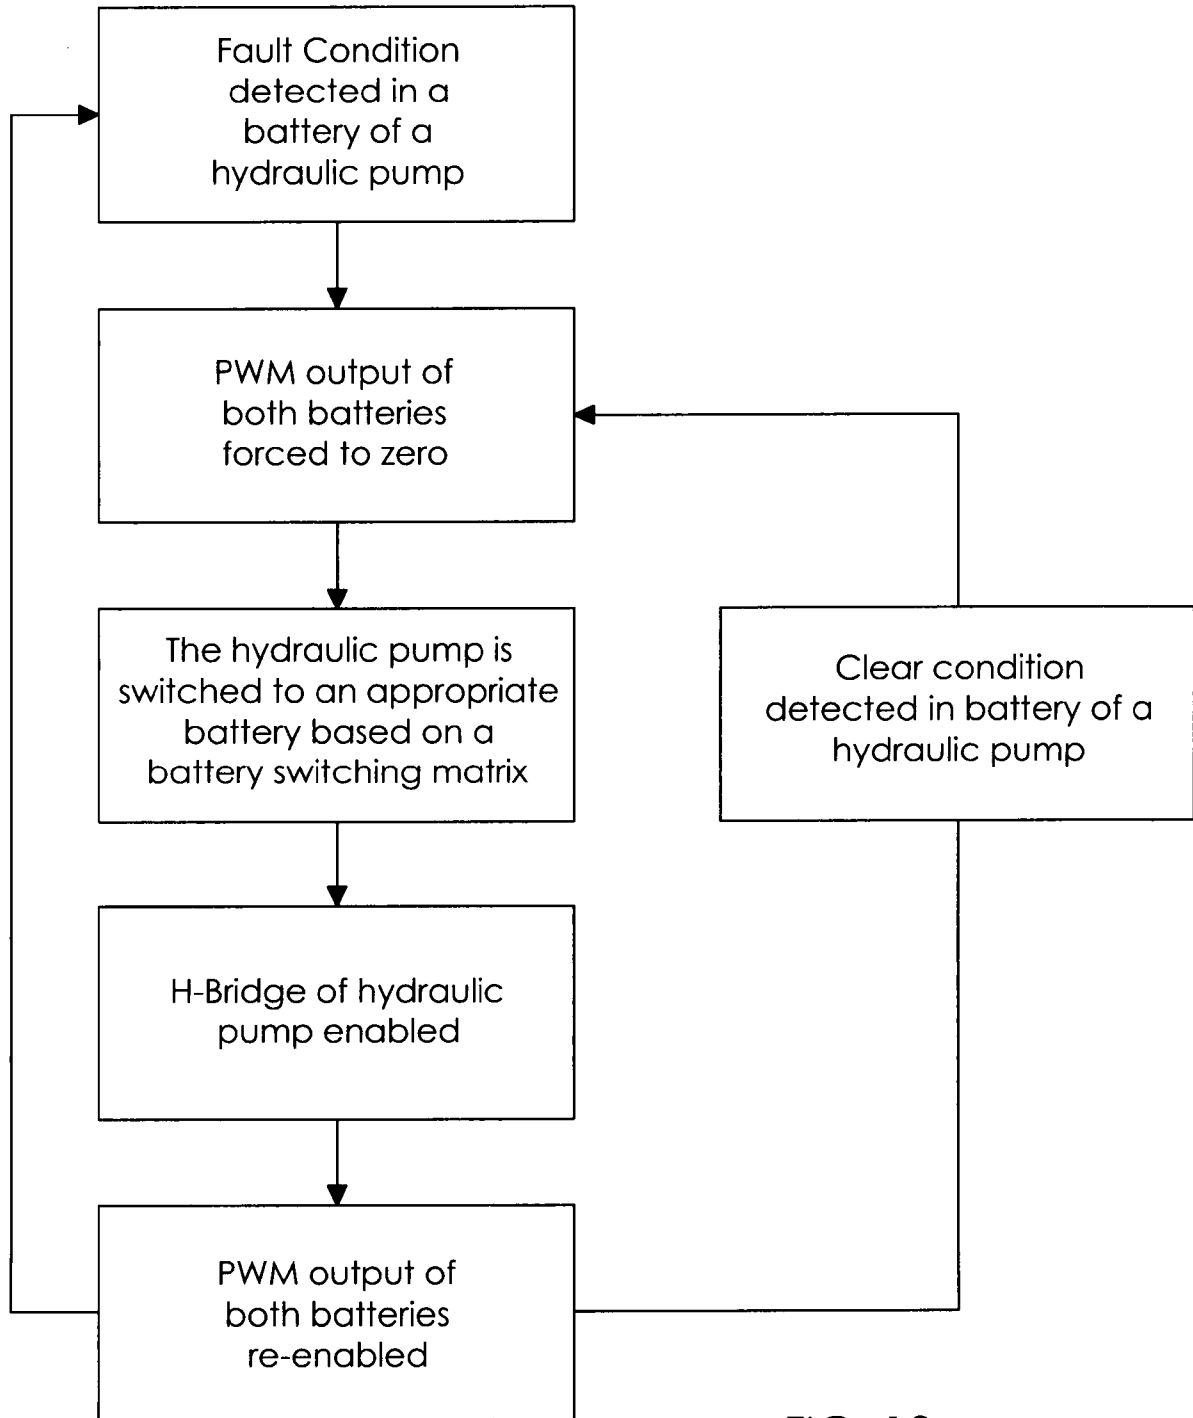 Fault Condition
detected in a
battery of a
hydraulic pump
PWM output of
both batteries
forced to zero
The hydraulic pump is
switched to an appropriate
battery based on a
battery switching matrix
Clear condition
detected in battery of a
hydraulic pump
H-Bridge of hydraulic
pump enabled
PWM output of
both batteries
re-enabled